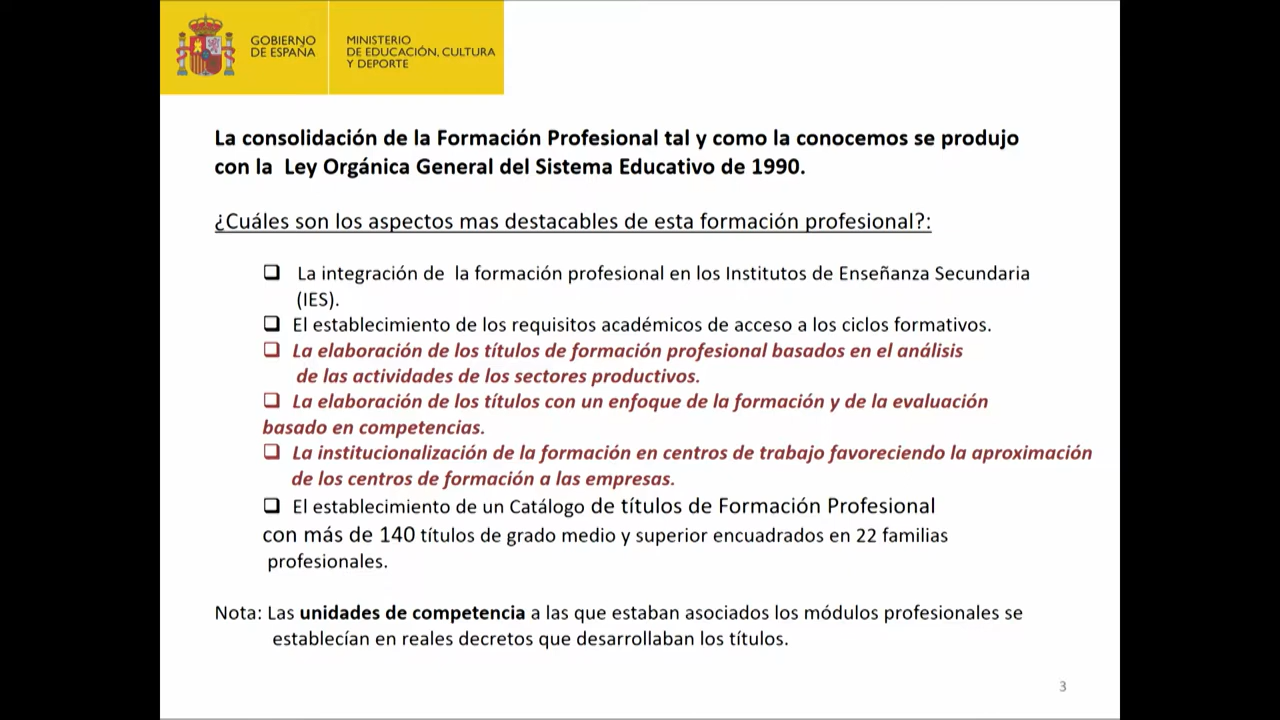 GOBIERNO
DE ESPAÑA
MINISTERIO
DE EDUCACIÓN, CULTURA
Y DEPORTE
La consolidación de la Formación Profesional tal y como la conocemos se produjo
con la Ley Orgánica General del Sistema Educativo de 1990.
¿Cuáles son los aspectos mas destacables de esta formación profesional?:
❑ La integración de la formación profesional en los Institutos de Enseñanza Secundaria
(IES).
❑ El establecimiento de los requisitos académicos de acceso a los ciclos formativos.
❑ La elaboración de los títulos de formación profesional basados en el análisis
de las actividades de los sectores productivos.
❑ La elaboración de los títulos con un enfoque de la formación y de la evaluación
basado en competencias.
❑ La institucionalización de la formación en centros de trabajo favoreciendo la aproximación
de los centros de formación a las empresas.
❑ El establecimiento de un Catálogo de títulos de Formación Profesional
con más de 140 títulos de grado medio y superior encuadrados en 22 familias
profesionales.
Nota: Las unidades de competencia a las que estaban asociados los módulos profesionales se
establecían en reales decretos que desarrollaban los títulos.
3